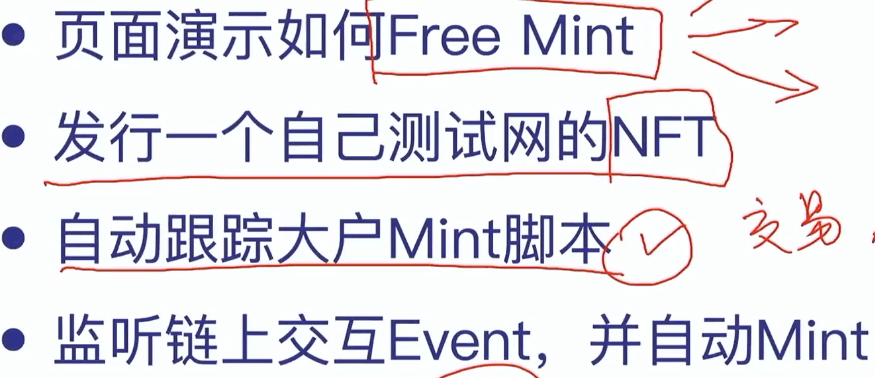 页面演示如何Free Mint
发行一个自己测试网的NFT
自动跟踪大户Mint脚本
交易
监听链上交互Event，并自动Mint